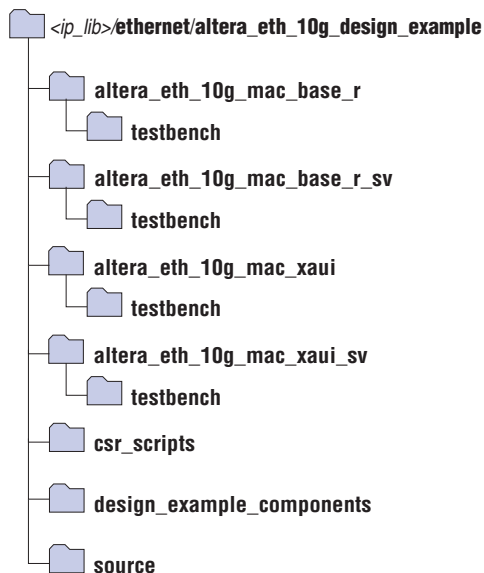 <ip_lib>/ethernet/altera_eth_10g_design_example
altera_eth_10g_mac_base_r
testbench
altera_eth_10g_mac_base_r_sv
testbench
altera_eth_10g_mac_xaui
testbench
altera_eth_10g_mac_xaui_sv
testbench
csr_scripts
design_example_components
source